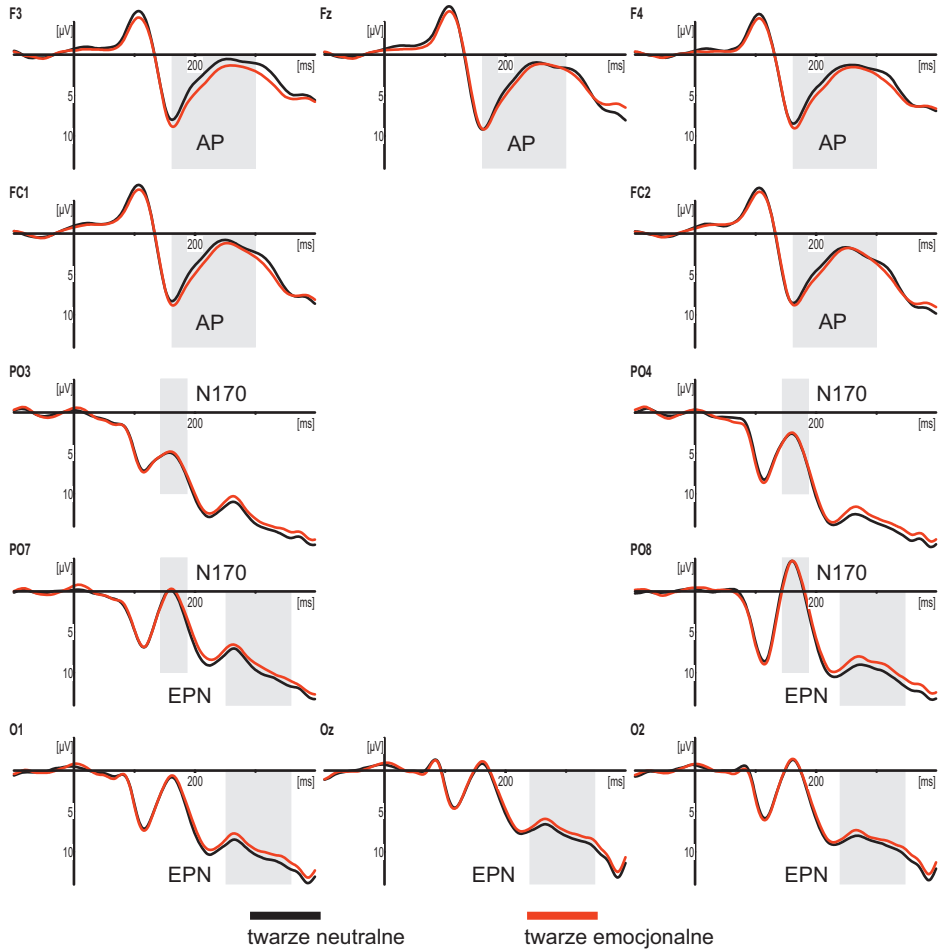 F3
[µV]
200
[ms]
5
10
AP
Fz
[µV]
200
[ms]
5
10
AP
F4
[µV]
200
[ms]
5
10
AP
FC1
[µV]
200
[ms]
5
10
AP
FC2
[µV]
200
[ms]
5
10
AP
PO3
[µV]
N170
200
[ms]
5
10
PO4
[µV]
N170
200
[ms]
5
10
PO7
[µV]
N170
200
[ms]
5
10
EPN
PO8
[µV]
N170
200
[ms]
5
10
EPN
O1
[µV]
200
[ms]
5
10
EPN
Oz
[µV]
200
[ms]
5
10
EPN
O2
[µV]
200
[ms]
5
10
EPN
twarze neutralne
twarze emocjonalne